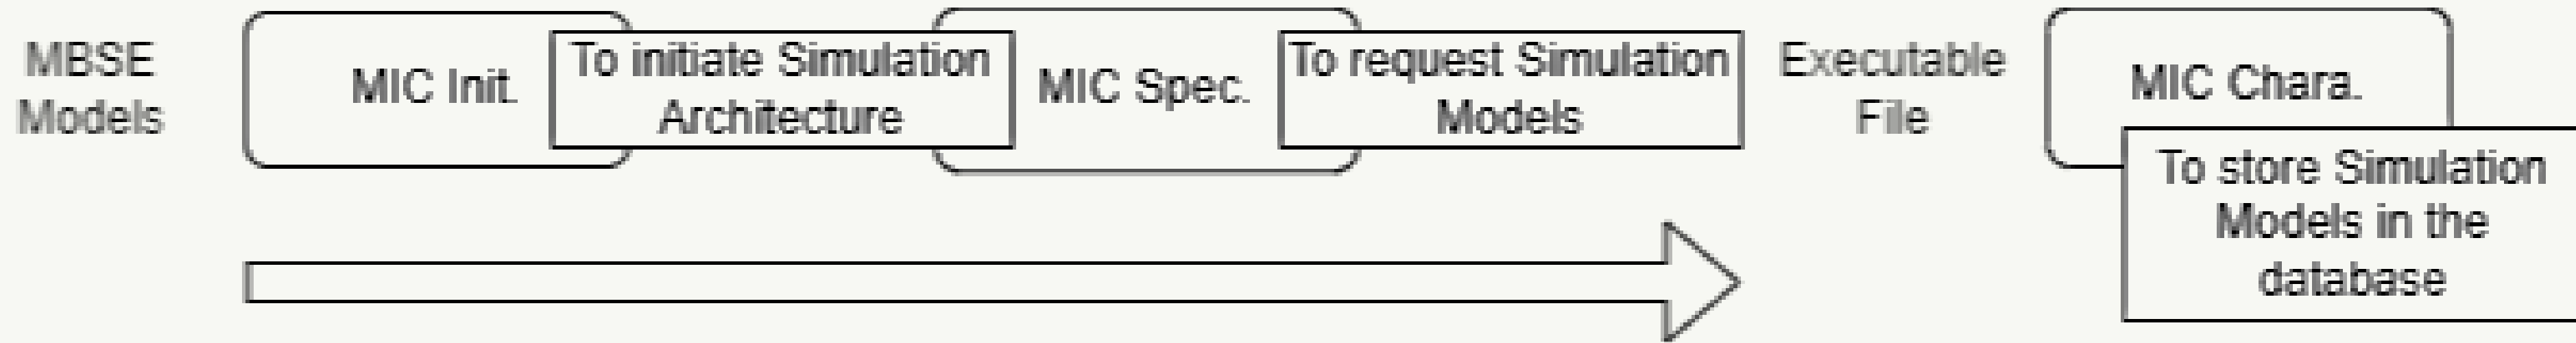 MBSE
Models
MIC Init.
To initiate Simulation
Architecture
MIC Spec.
To request Simulation
Models
Executable
File
MIC Chara.
To store Simulation
Models in the
database